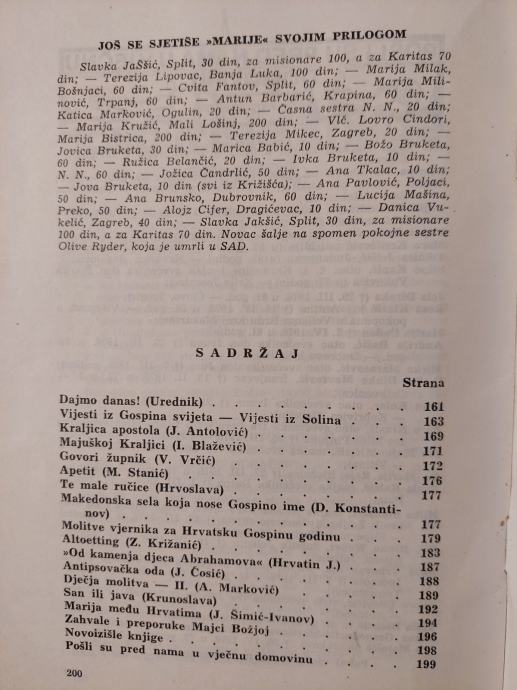 JOŠ SE SJETIŠE »MARIJE« SVOJIM PRILOGOM
Slavka JaŠŠić, Split, 30 din, za misionare 100, a za Karitas 70
din; — Terezija Lipovac, Banja Luka, 100 din; — Marija Milak,
Bošnjaci, 60 din; — Cvita Fantov, Split, 60 din; — Marija Mili-
nović, Trpanj, 60 din; — Antun Barbarić, Krapina, 60 din; —
Katica Marković, Ogulin, 20 din; — Časna sestra N. N., 20 din;
— Marija Kružić, Mali Lošinj, 200 din; — Vlč. Lovro Cindori,
Marija Bistrica, 200 din; — Terezija Mikec, Zagreb, 20 din; —
Jovica Bruketa, 30 din; — Marica Babić, 10 din; — Božo Bruketa,
60 din; — Ružica Belančić, 20 din; — Ivka Bruketa, 10 din; —
N. N., 60 din; — Jožica Čandrlić, 50 din; — Ana Tkalac, 10 din;
— Jova Bruketa, 10 din (svi iz Križišća); — Ana Pavlović, Poljaci,
50 din; — Ana Brunsko, Dubrovnik, 60 din; — Lucija Mašina,
Preko, 50 din; — Alojz Cifer, Dragičevac, 10 din; — Danica Vu-
kelić, Zagreb, 40 din; — Slavka Jakšić, Split, 30 din, za misionare
100 din, a za Karitas 70 din. Novac šalje na spomen pokojne sestre
Olive Ryder, koja je umrli u SAD.
SADRŽAJ
Strana
Dajmo danas! (Urednik) . . . . . . . . 161
Vijesti iz Gospina svijeta — Vijesti iz Solina . . . 163
Kraljica apostola (J. Antolović) . . . . . . 169
Majuškoj Kraljici (I. Blažević) . . . . . . 171
Govori župnik (V. Vrčić) . . . . . . . 172
Apetit (M. Stanić) . . . . . . . . 176
Te male ručice (Hrvoslava) . . . . . . . 177
Makedonska sela koja nose Gospino ime (D. Konstanti-
nov) . . . . . . . . . . 177
Molitve vjernika za Hrvatsku Gospinu godinu . . . 179
Altoetting (Z. Križanić) . . . . . . . 183
»Od kamenja djeca Abrahamova« (Hrvatin J.) . . . 187
Antipsovačka oda (J. Ćosić) . . . . . . 188
Dječja molitva — II. (A. Marković) . . . . . 189
San ili java (Krunoslava) . . . . . . . 192
Marija među Hrvatima (J. Šimić-Ivanov) . . . . 194
Zahvale i preporuke Majci Božjoj . . . . . 196
Novoizišle knjige . . . . . . . . 198
Pošli su pred nama u vječnu domovinu . . . . 199
200